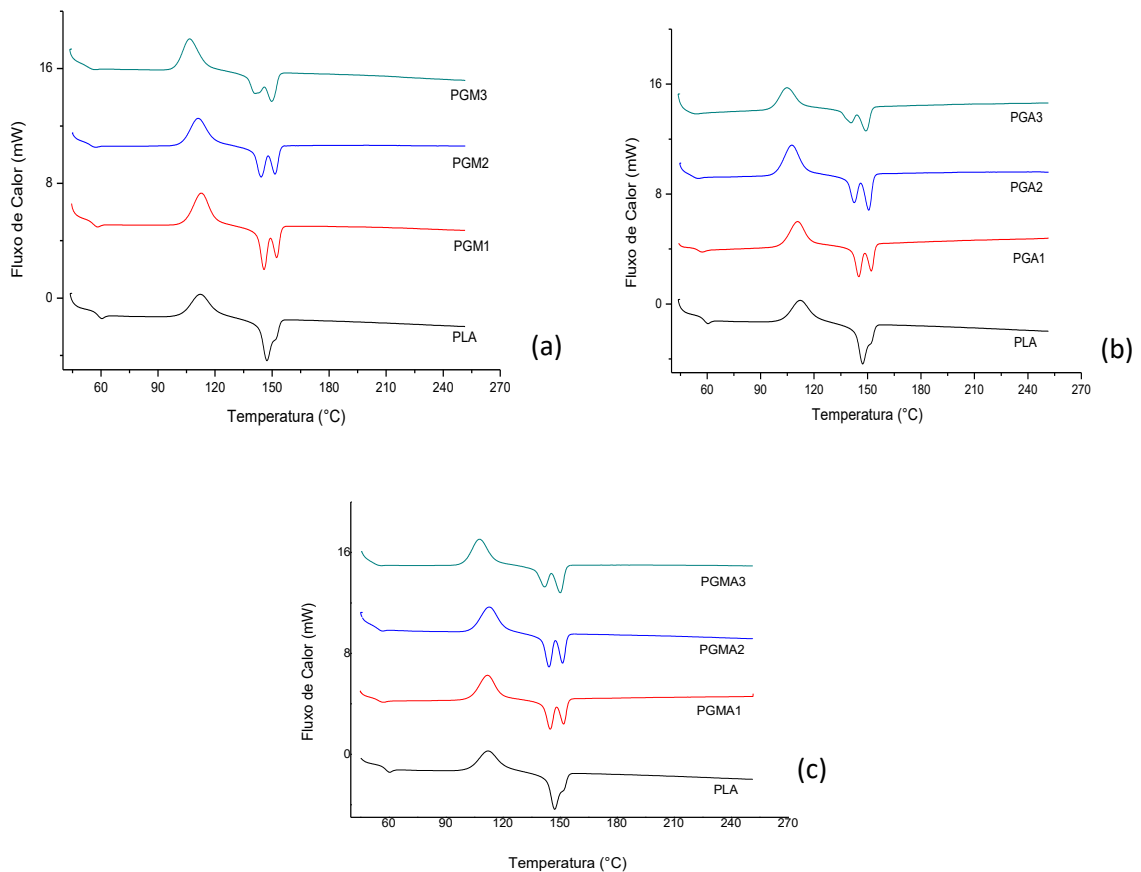 16
8
0
Fluxo de Calor (mW)
PGM3
PGM2
PGM1
PLA
60 90 120 150 180 210 240 270
Temperatura (°C)
(a)
16
8
0
Fluxo de Calor (mW)
PGA3
PGA2
PGA1
PLA
60 90 120 150 180 210 240 270
Temperatura (°C)
(b)
16
8
0
Fluxo de Calor (mW)
PGMA3
PGMA2
PGMA1
PLA
60 90 120 150 180 210 240 270
Temperatura (°C)
(c)